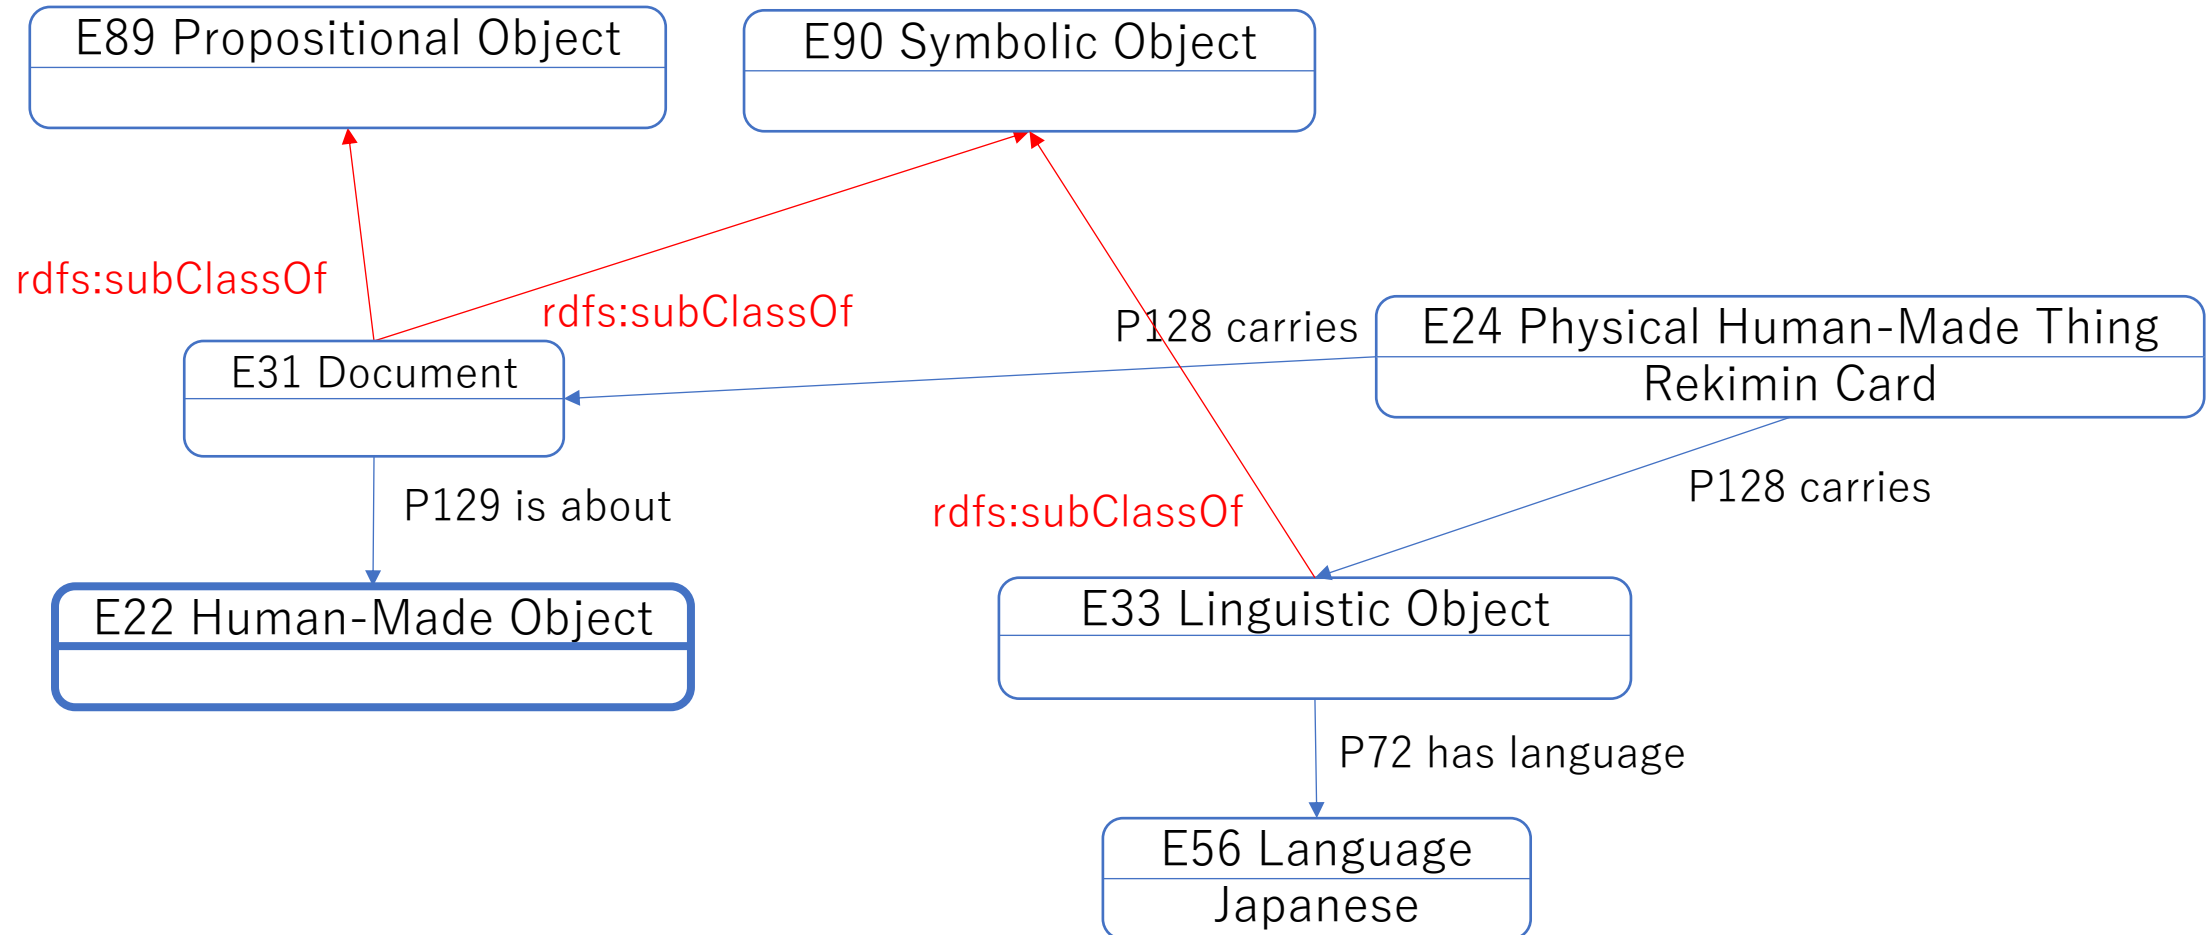 E89 Propositional Object
E90 Symbolic Object
rdfs:subClassOf
rdfs:subClassOf
P128 carries
E24 Physical Human-Made Thing
Rekimin Card
E31 Document
P129 is about
rdfs:subClassOf
P128 carries
E22 Human-Made Object
E33 Linguistic Object
P72 has language
E56 Language
Japanese